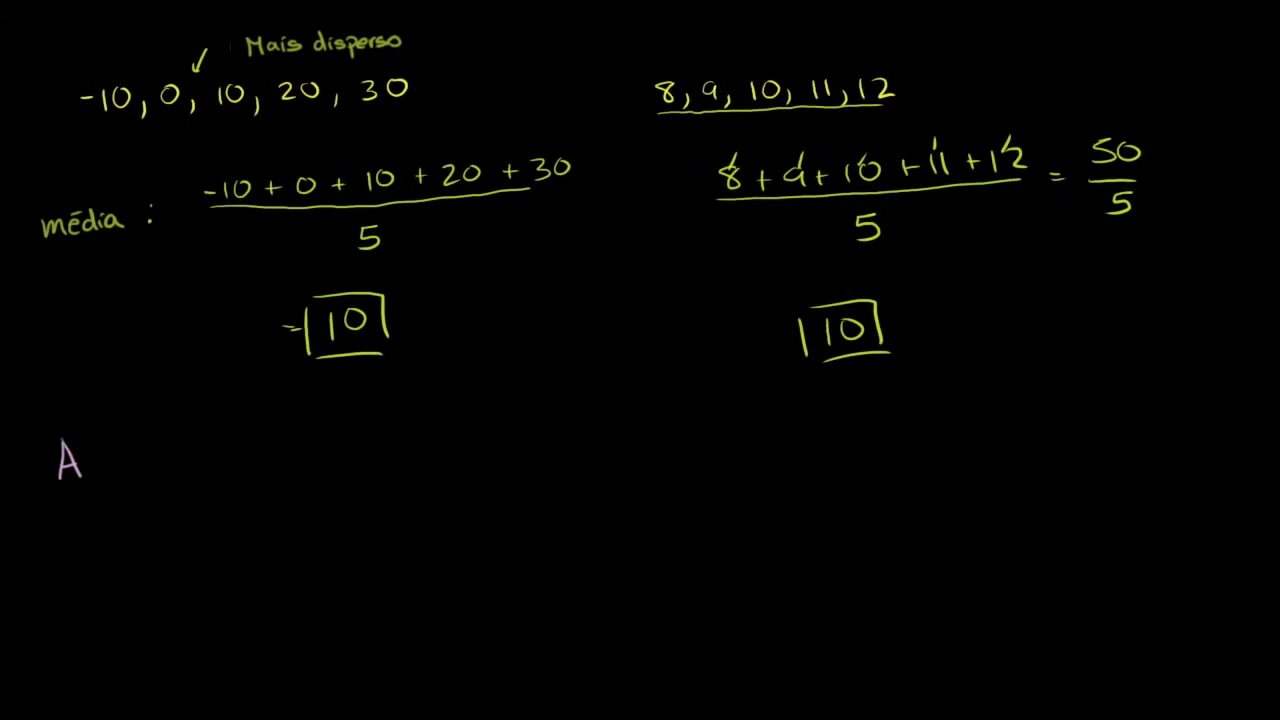 Mais disperso
-10, 0, 10, 20, 30
8, 9, 10, 11, 12
média : -10 + 0 + 10 + 20 + 30
5
8 + 9 + 10 + 11 + 12 = 50
5 5
= 10
10
A